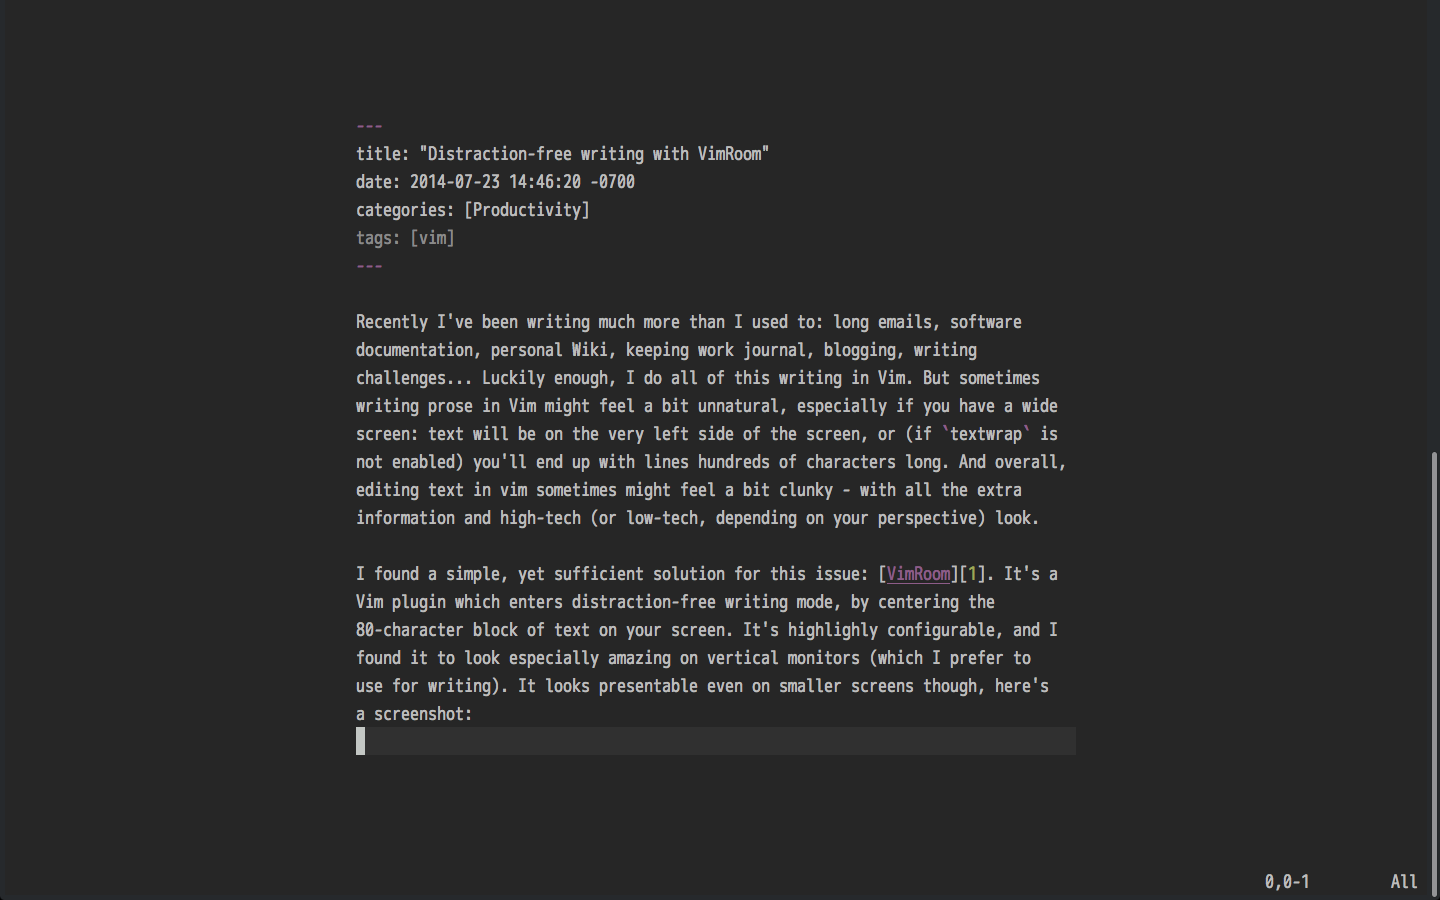 ---
title: "Distraction-free writing with VimRoom"
date: 2014-07-23 14:46:20 -0700
categories: [Productivity]
tags: [vim]
---
Recently I've been writing much more than I used to: long emails, software
documentation, personal Wiki, keeping work journal, blogging, writing
challenges... Luckily enough, I do all of this writing in Vim. But sometimes
writing prose in Vim might feel a bit unnatural, especially if you have a wide
screen: text will be on the very left side of the screen, or (if `textwrap` is
not enabled) you'll end up with lines hundreds of characters long. And overall,
editing text in vim sometimes might feel a bit clunky - with all the extra
information and high-tech (or low-tech, depending on your perspective) look.
I found a simple, yet sufficient solution for this issue: [VimRoom][1]. It's a
Vim plugin which enters distraction-free writing mode, by centering the
80-character block of text on your screen. It's highlighly configurable, and I
found it to look especially amazing on vertical monitors (which I prefer to
use for writing). It looks presentable even on smaller screens though, here's
a screenshot:
0,0-1 All